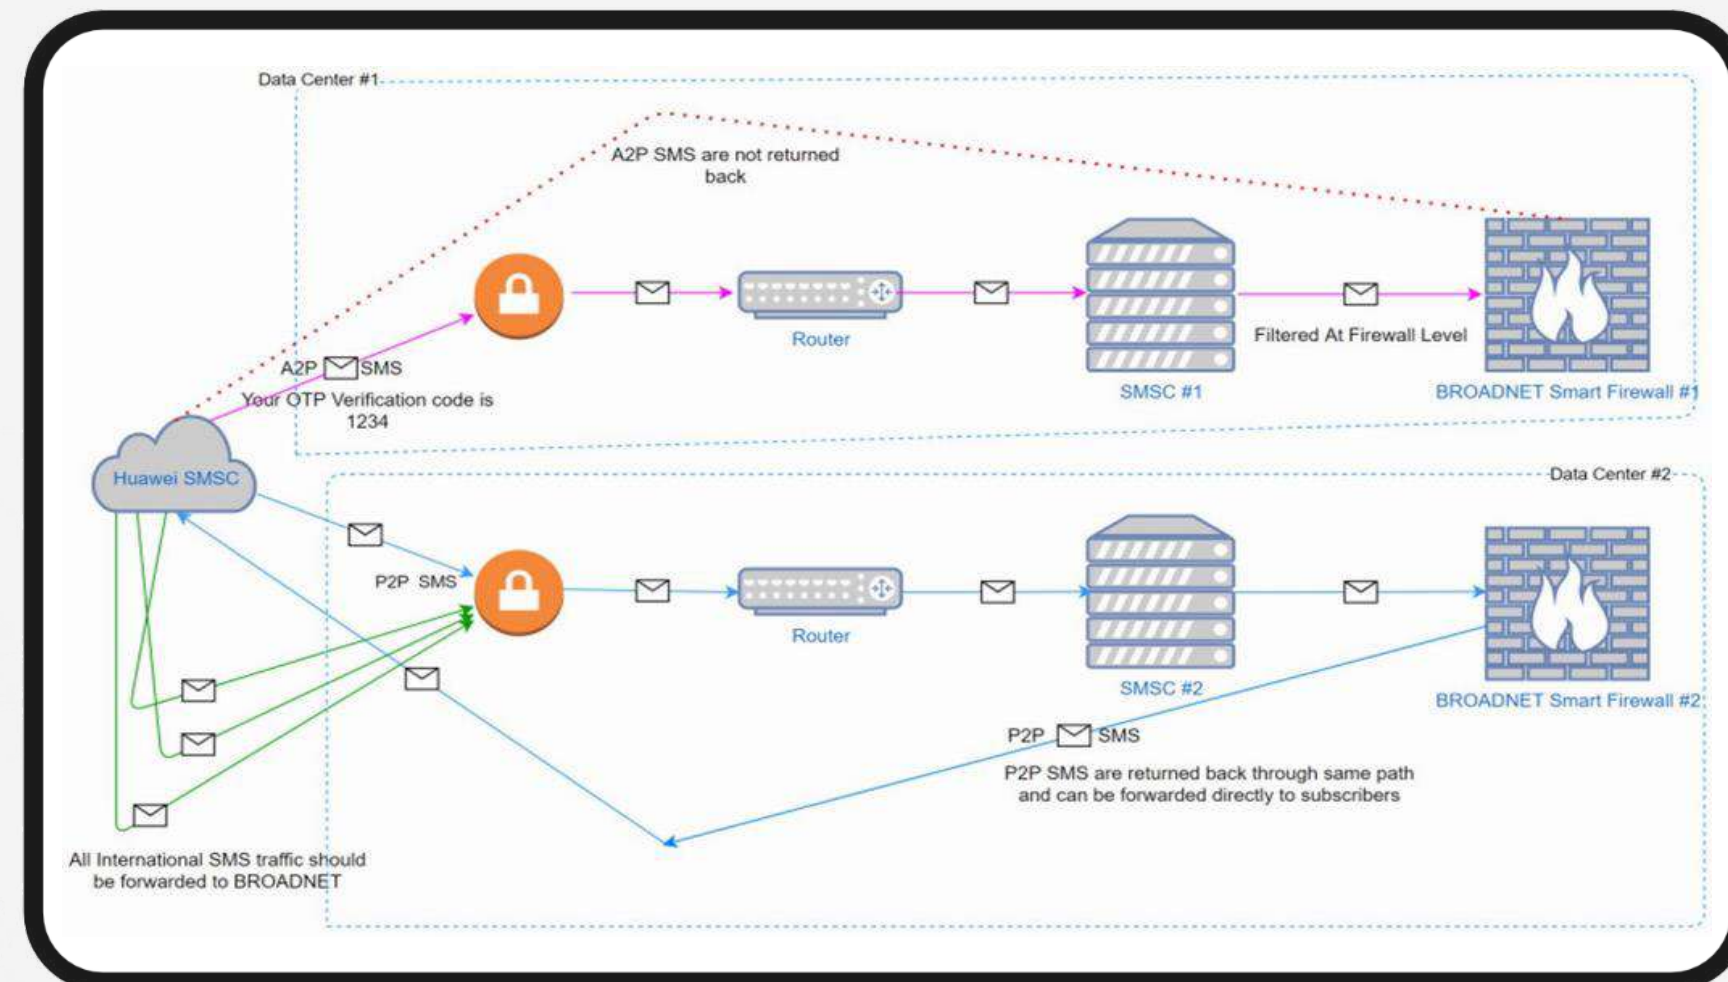 Data Center #1
A2P SMS are not returned
back
Router
Filtered At Firewall Level
SMSC #1
BROADNET Smart Firewall #1
A2P SMS
Your OTP Verification code is
1234
Huawei SMSC
Data Center #2
P2P SMS
Router
SMSC #2
BROADNET Smart Firewall #2
P2P SMS
P2P SMS are returned back through same path
and can be forwarded directly to subscribers
All International SMS traffic should
be forwarded to BROADNET